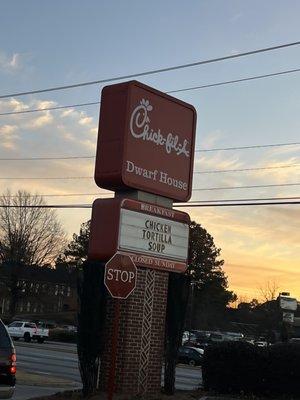 Chick-fil-A
Dwarf House
BREAKFAST
CHICKEN
TORTILLA
SOUP
CLOSED SUNDAY
STOP